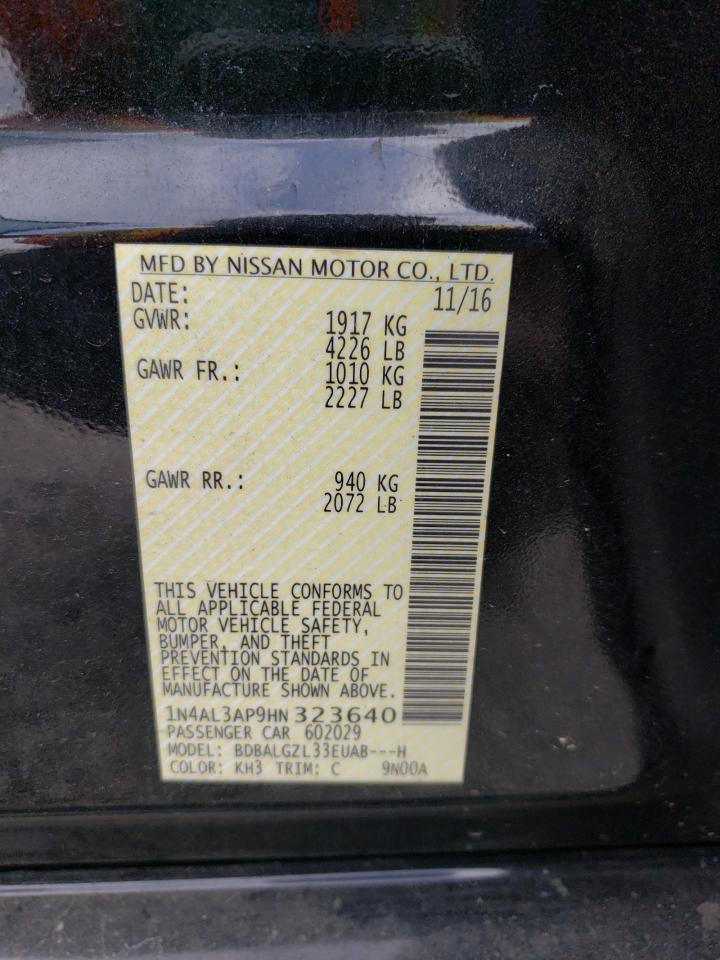 MFD BY NISSAN MOTOR CO., LTD.
DATE: 11/16
GVWR: 1917 KG
4226 LB
GAWR FR.: 1010 KG
2227 LB
GAWR RR.: 940 KG
2072 LB
THIS VEHICLE CONFORMS TO
ALL APPLICABLE FEDERAL
MOTOR VEHICLE SAFETY,
BUMPER, AND THEFT
PREVENTION STANDARDS IN
EFFECT ON THE DATE OF
MANUFACTURE SHOWN ABOVE.
1N4AL3AP9HN 323640
PASSENGER CAR 602029
MODEL: BDBALGZL33EUAB---H
COLOR: KH3 TRIM: C 9N00A